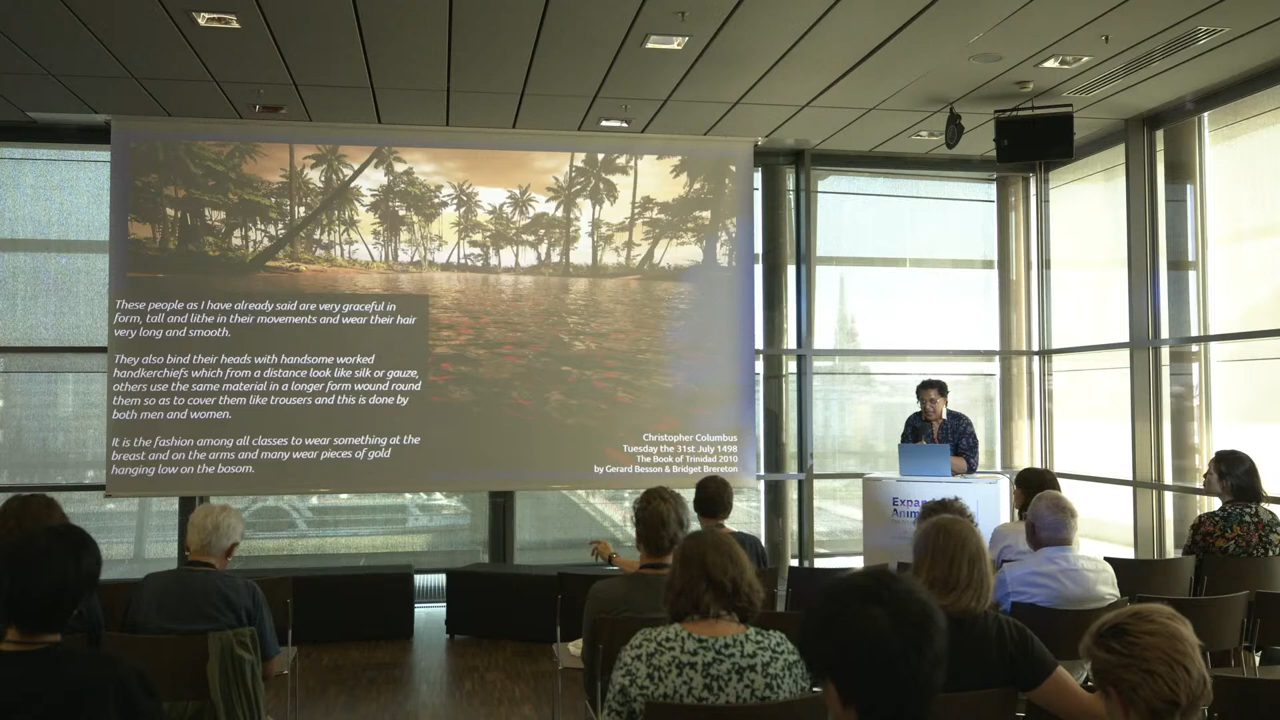 These people as I have already said are very graceful in
form, tall and lithe in their movements and wear their hair
very long and smooth.
They also bind their heads with handsome worked
handkerchiefs which from a distance look like silk or gauze,
others use the same material in a longer form wound round
them so as to cover them like trousers and this is done by
both men and women.
It is the fashion among all classes to wear something at the
breast and on the arms and many wear pieces of gold
hanging low on the bosom.
Christopher Columbus
Tuesday the 31st July 1498
The Book of Trinidad 2010
by Gerard Besson & Bridget Brereton